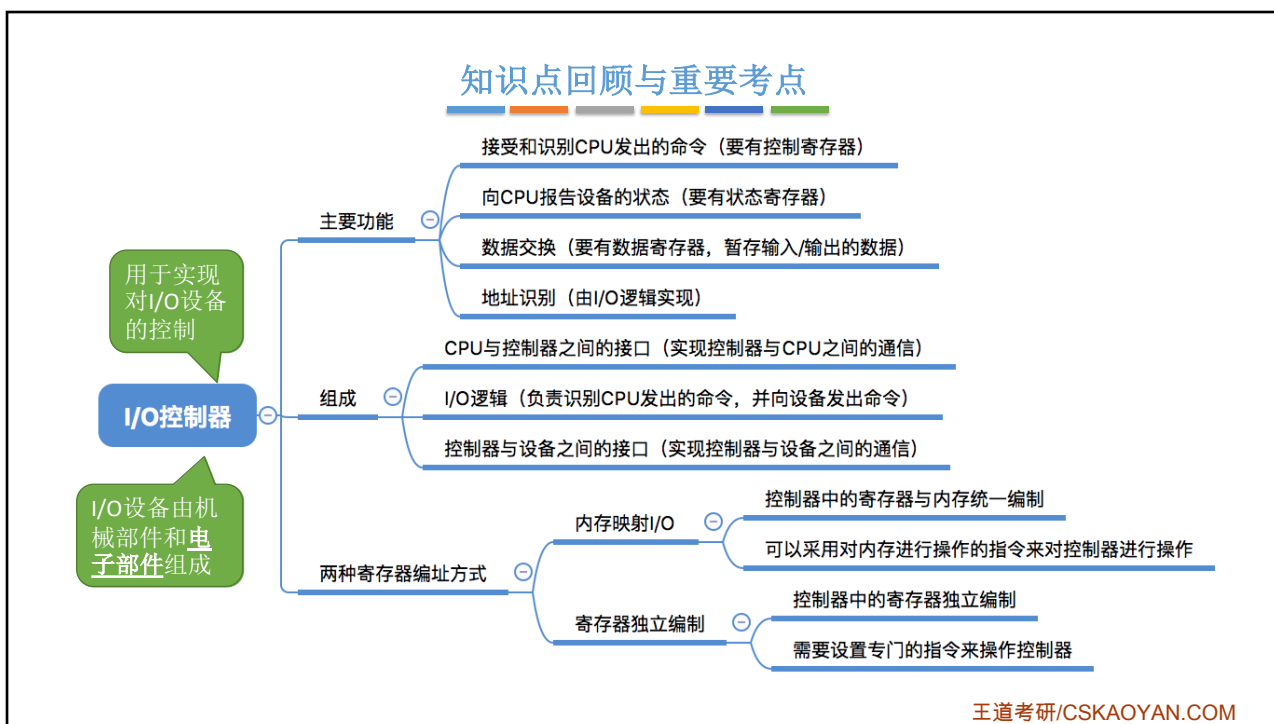 知识点回顾与重要考点
接受和识别CPU发出的命令（要有控制寄存器）
向CPU报告设备的状态（要有状态寄存器）
主要功能
数据交换（要有数据寄存器，暂存输入/输出的数据）
地址识别（由I/O逻辑实现）
用于实现
对I/O设备
的控制
CPU与控制器之间的接口（实现控制器与CPU之间的通信）
组成
I/O逻辑（负责识别CPU发出的命令，并向设备发出命令）
控制器与设备之间的接口（实现控制器与设备之间的通信）
I/O控制器
I/O设备由机
械部件和电
子部件组成
两种寄存器编址方式
内存映射I/O
控制器中的寄存器与内存统一编制
可以采用对内存进行操作的指令来对控制器进行操作
寄存器独立编制
控制器中的寄存器独立编制
需要设置专门的指令来操作控制器
王道考研/CSKAOYAN.COM